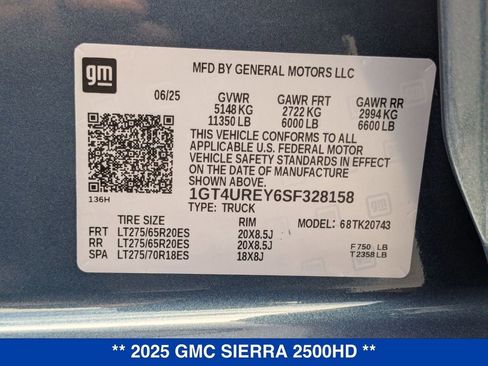 gm
MFD BY GENERAL MOTORS LLC
06/25 GVWR GAWR FRT GAWR RR
5148 KG 2722 KG 2994 KG
11350 LB 6000 LB 6600 LB
THIS VEHICLE CONFORMS TO ALL
APPLICABLE U.S. FEDERAL MOTOR
VEHICLE SAFETY STANDARDS IN EFFECT
ON THE DATE OF MANUFACTURE
SHOWN ABOVE.
136H 1GT4UREY6SF328158
TYPE: TRUCK
TIRE SIZE RIM MODEL: 68TK20743
FRT LT275/65R20ES 20X8.5J
RR LT275/65R20ES 20X8.5J F 750 LB
SPA LT275/70R18ES 18X8J T 2358 LB
** 2025 GMC SIERRA 2500HD **